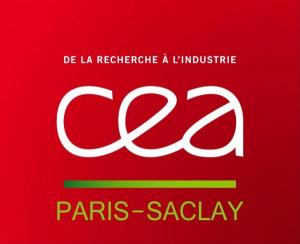 DE LA RECHERCHE À L'INDUSTRIE
cea
PARIS-SACLAY